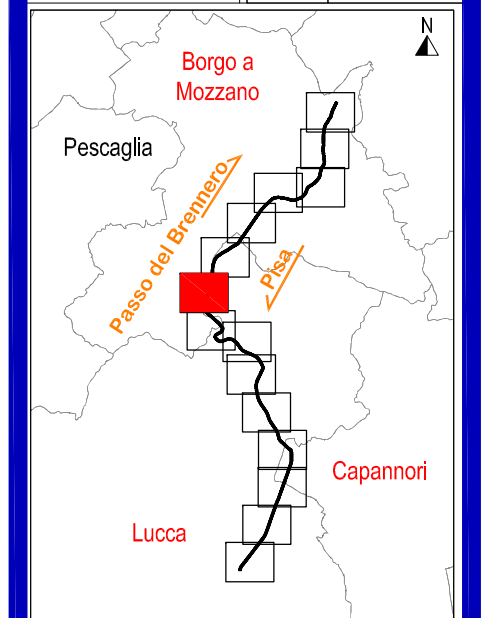 N
Borgo a
Mozzano
Pescaglia
Passo del Brennero
Pisa
Capannori
Lucca